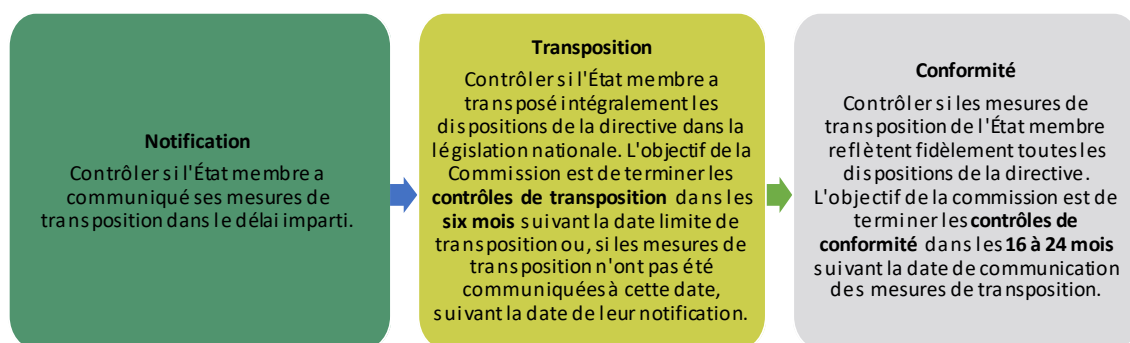 Notification
Contrôler si l'État membre a
communiqué ses mesures de
transposition dans le délai imparti.
Transposition
Contrôler si l'État membre a
transposé intégralement les
dispositions de la directive dans la
législation nationale. L'objectif de la
Commission est de terminer les
contrôles de transposition dans les
six mois suivant la date limite de
transposition ou, si les mesures de
transposition n'ont pas été
communiquées à cette date,
suivant la date de leur notification.
Conformité
Contrôler si les mesures de
transposition de l'État membre
reflètent fidèlement toutes les
dispositions de la directive.
L'objectif de la commission est de
terminer les contrôles de
conformité dans les 16 à 24 mois
suivant la date de communication
des mesures de transposition.